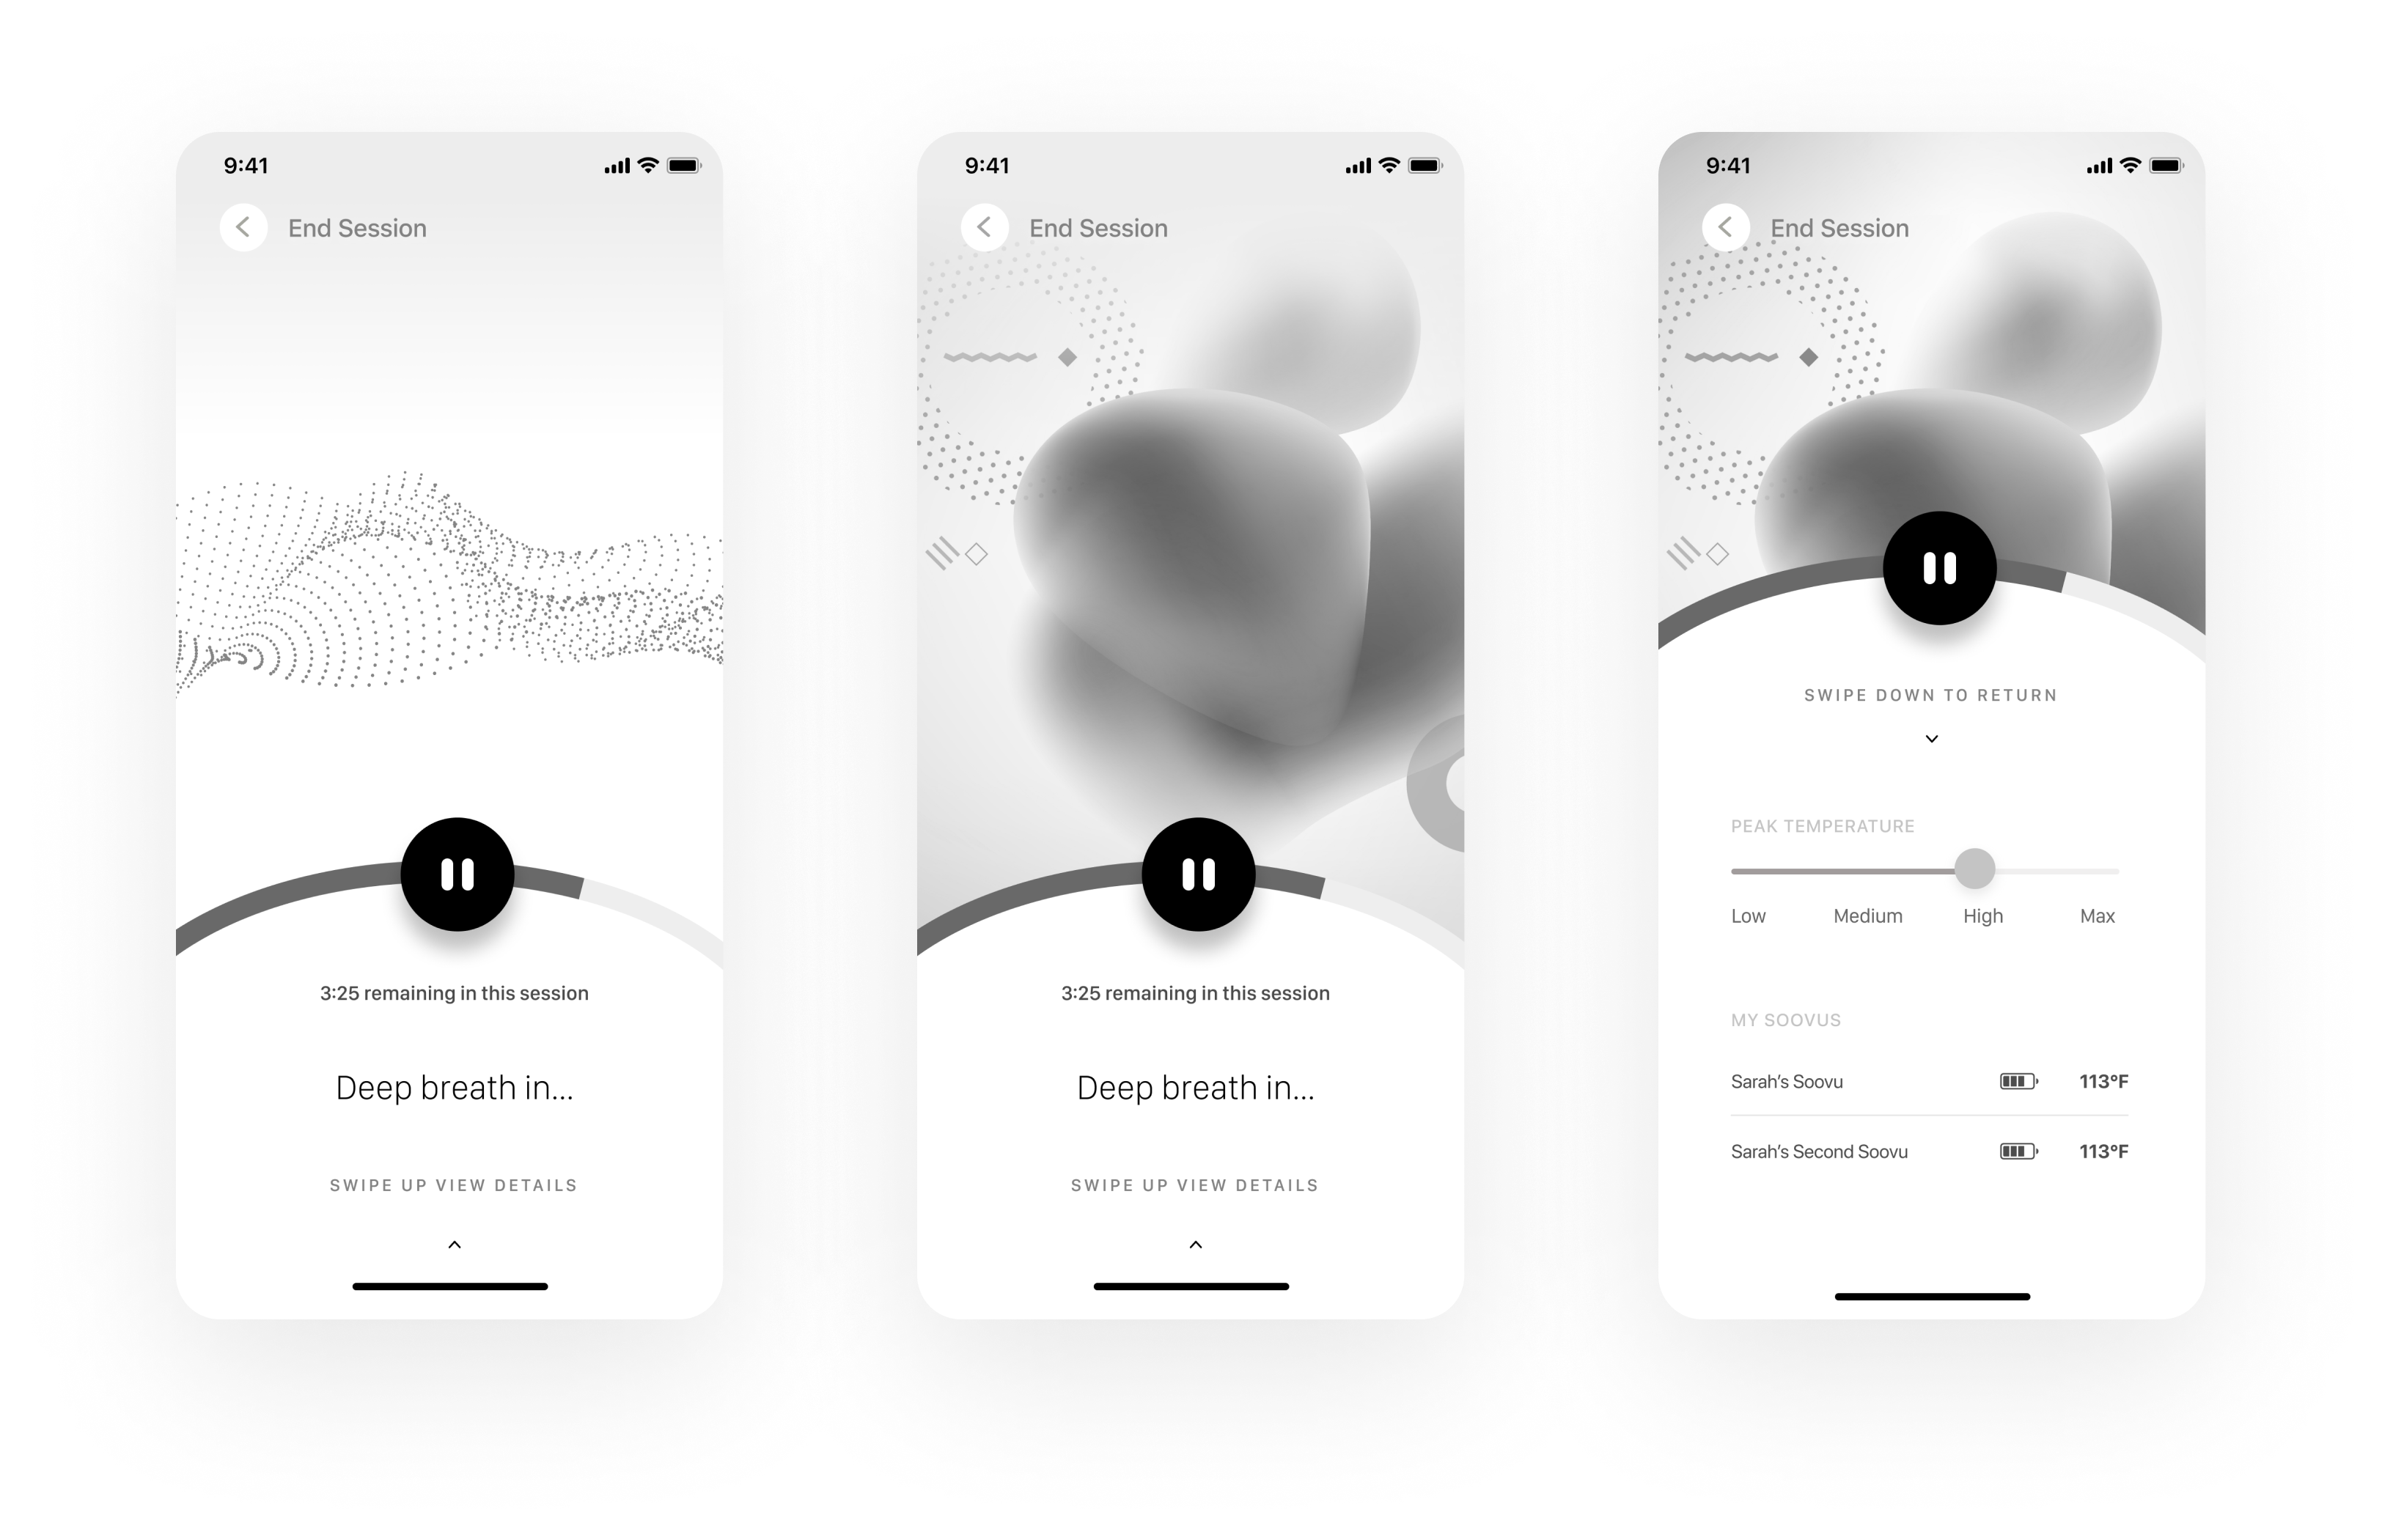 9:41
End Session
3:25 remaining in this session
Deep breath in...
SWIPE UP VIEW DETAILS
9:41
End Session
3:25 remaining in this session
Deep breath in...
SWIPE UP VIEW DETAILS
9:41
End Session
SWIPE DOWN TO RETURN
PEAK TEMPERATURE
Low Medium High Max
MY SOOVUS
Sarah’s Soovu 113°F
Sarah’s Second Soovu 113°F